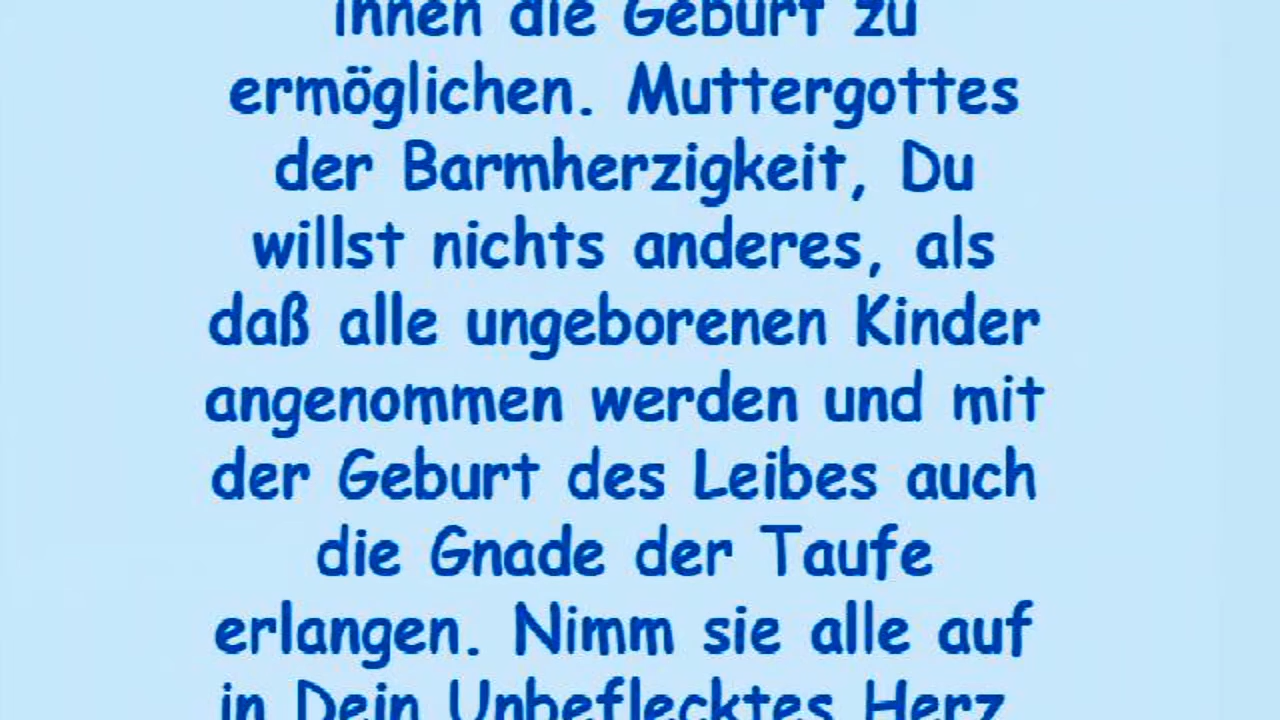 ihnen die Geburt zu
ermöglichen. Muttergottes
der Barmherzigkeit, Du
willst nichts anderes, als
daß alle ungeborenen Kinder
angenommen werden und mit
der Geburt des Leibes auch
die Gnade der Taufe
erlangen. Nimm sie alle auf
in Dein Unbeflecktes Herz